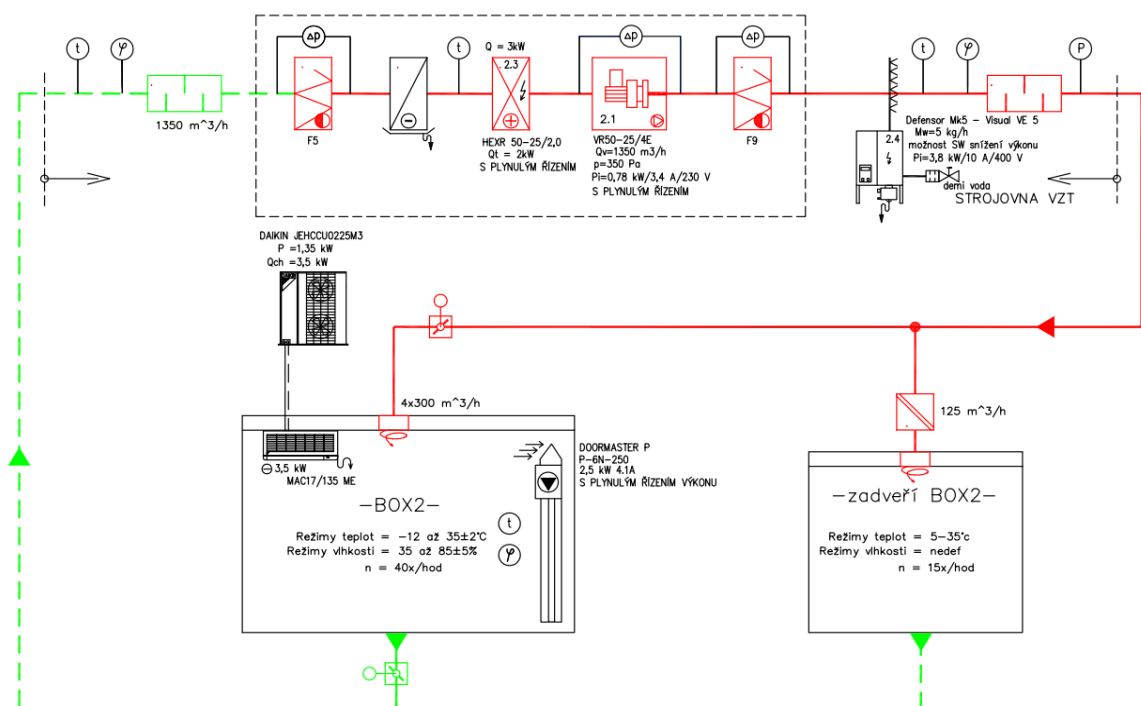 t
φ
1350 m^3/h
Δp
F5
t
Q = 3kW
2.3
HEXR 50-25/2,0
Qt = 2kW
S PLYNULÝM ŘÍZENÍM
Δp
2.1
VR50-25/4E
Qv=1350 m3/h
p=350 Pa
Pi=0,78 kW/3,4 A/230 V
S PLYNULÝM ŘÍZENÍM
Δp
F9
t
φ
P
Defensor Mk5 - Visual VE 5
Mw=5 kg/h
možnost SW snížení výkonu
Pi=3,8 kW/10 A/400 V
2.4
demi voda
STROJOVNA VZT
DAIKIN JEHCCU0225M3
P =1,35 kW
Qch =3,5 kW
4x300 m^3/h
125 m^3/h
3,5 kW
MAC17/135 ME
DOORMASTER P
P-6N-250
2,5 kW 4.1A
S PLYNULÝM ŘÍZENÍM VÝKONU
-BOX2-
t
φ
Režimy teplot = -12 až 35±2°C
Režimy vlhkosti = 35 až 85±5%
n = 40x/hod
-zadveří BOX2-
Režimy teplot = 5-35°c
Režimy vlhkosti = nedef
n = 15x/hod